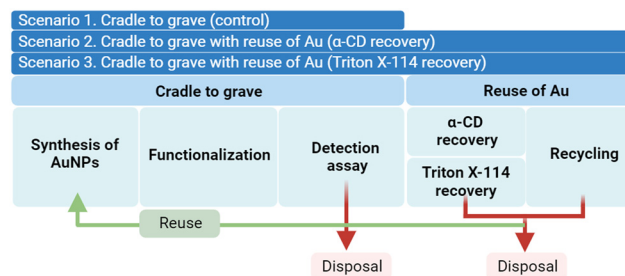 Scenario 1. Cradle to grave (control)
Scenario 2. Cradle to grave with reuse of Au (α-CD recovery)
Scenario 3. Cradle to grave with reuse of Au (Triton X-114 recovery)
Cradle to grave
Reuse of Au
Synthesis of
AuNPs
Functionalization
Detection
assay
α-CD
recovery
Triton X-114
recovery
Recycling
Reuse
Disposal
Disposal